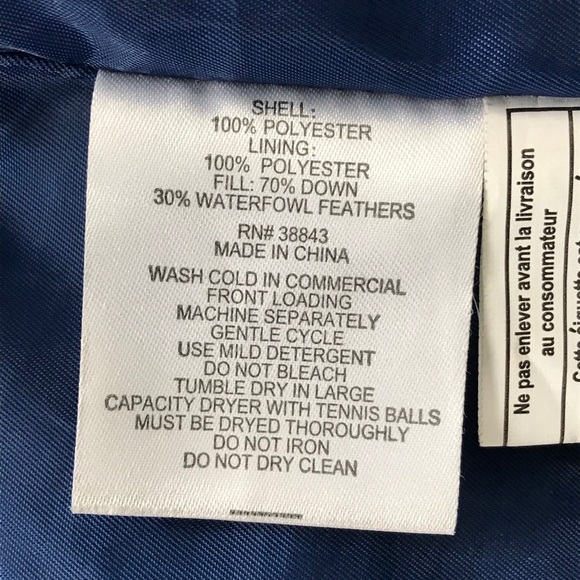 SHELL:
100% POLYESTER
LINING:
100% POLYESTER
FILL: 70% DOWN
30% WATERFOWL FEATHERS
RN# 38843
MADE IN CHINA
WASH COLD IN COMMERCIAL
FRONT LOADING
MACHINE SEPARATELY
GENTLE CYCLE
USE MILD DETERGENT
DO NOT BLEACH
TUMBLE DRY IN LARGE
CAPACITY DRYER WITH TENNIS BALLS
MUST BE DRYED THOROUGHLY
DO NOT IRON
DO NOT DRY CLEAN
Ne pas enlever avant la livraison
au consommateur